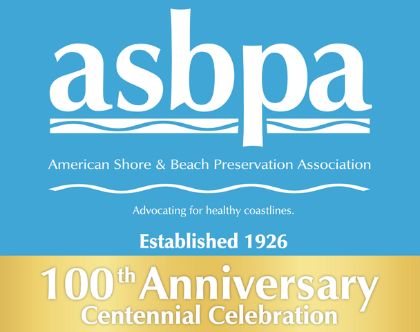 asbpa
American Shore & Beach Preservation Association
Advocating for healthy coastlines.
Established 1926
100th Anniversary
Centennial Celebration